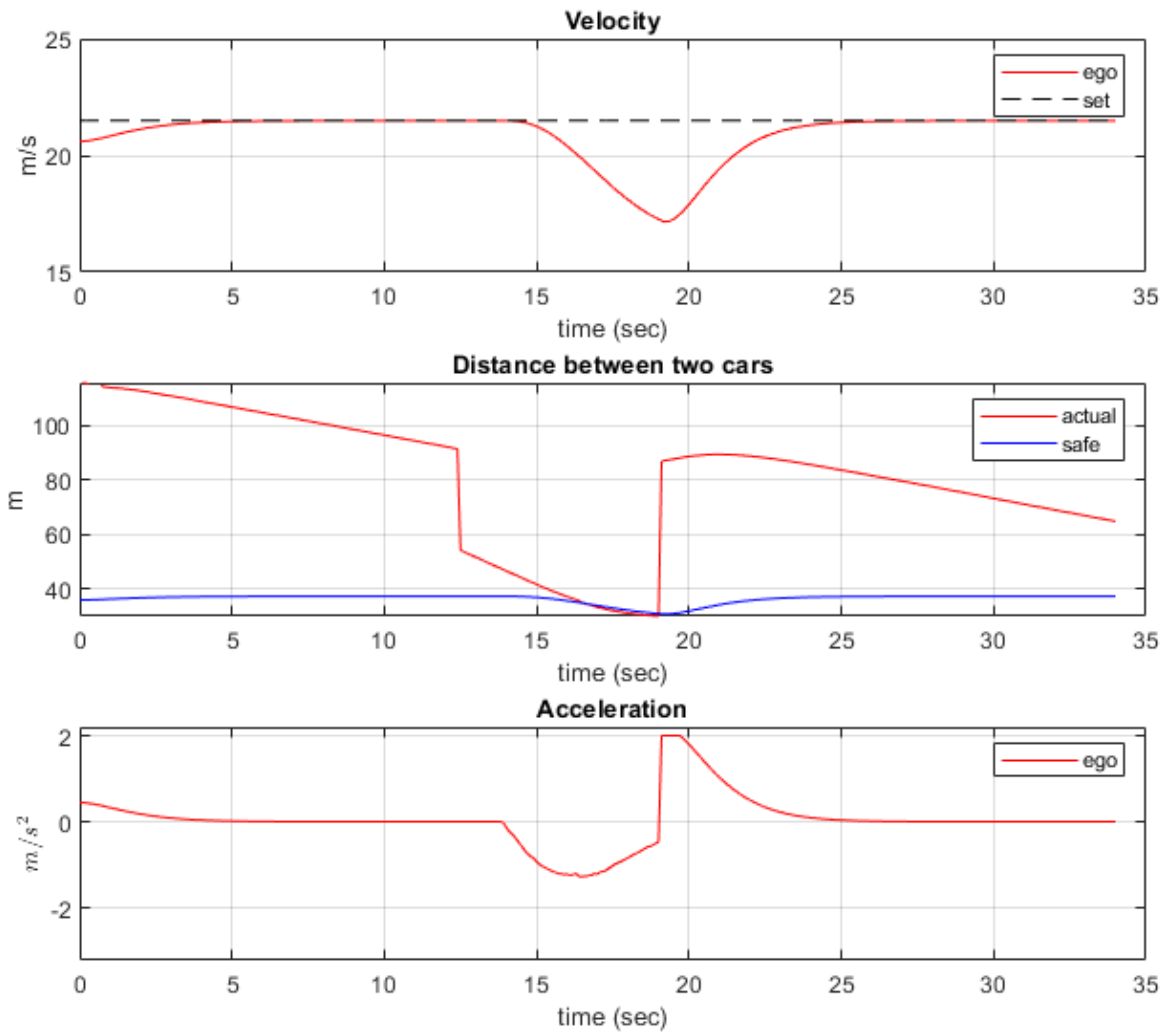 Velocity
25
20
15
m/s
ego
set
0 5 10 15 20 25 30 35
time (sec)
Distance between two cars
100
80
60
40
m
actual
safe
0 5 10 15 20 25 30 35
time (sec)
Acceleration
2
0
-2
m/s²
ego
0 5 10 15 20 25 30 35
time (sec)